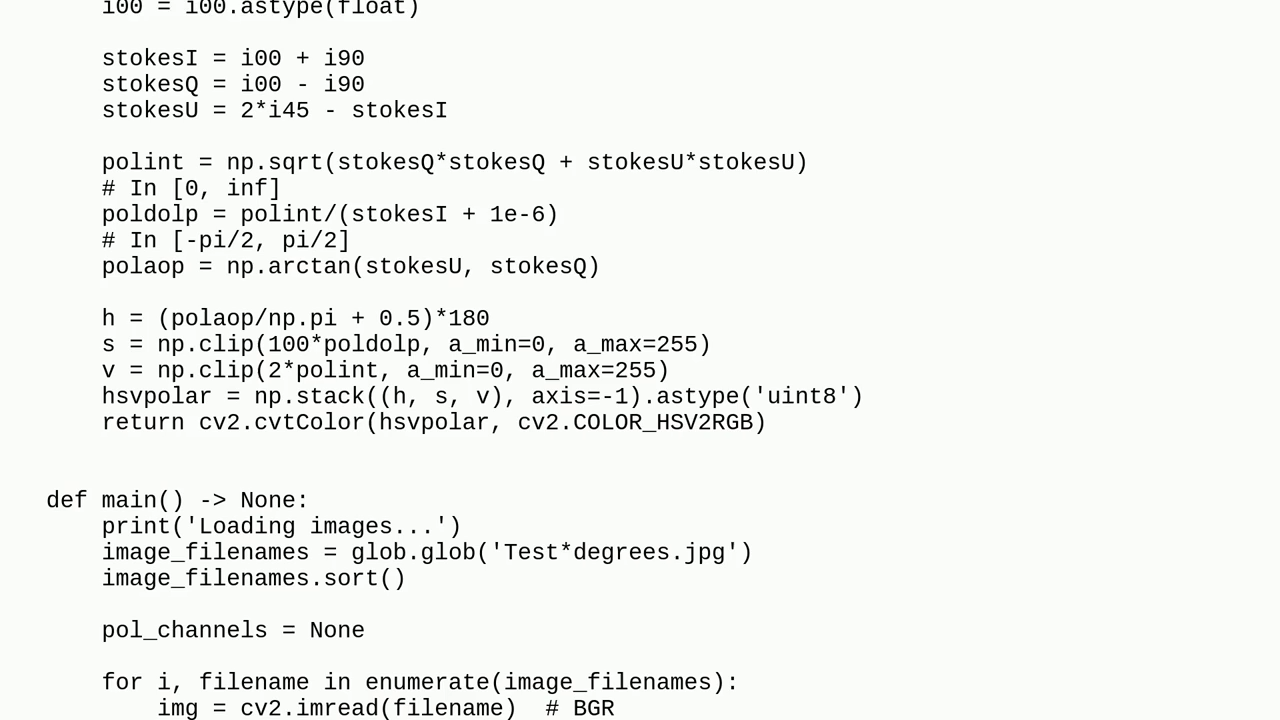 i00 = i00.astype(float)
stokesI = i00 + i90
stokesQ = i00 - i90
stokesU = 2*i45 - stokesI
polint = np.sqrt(stokesQ*stokesQ + stokesU*stokesU)
# In [0, inf]
poldolp = polint/(stokesI + 1e-6)
# In [-pi/2, pi/2]
polaop = np.arctan(stokesU, stokesQ)
h = (polaop/np.pi + 0.5)*180
s = np.clip(100*poldolp, a_min=0, a_max=255)
v = np.clip(2*polint, a_min=0, a_max=255)
hsvpolar = np.stack((h, s, v), axis=-1).astype('uint8')
return cv2.cvtColor(hsvpolar, cv2.COLOR_HSV2RGB)
def main() -> None:
print('Loading images...')
image_filenames = glob.glob('Test*degrees.jpg')
image_filenames.sort()
pol_channels = None
for i, filename in enumerate(image_filenames):
img = cv2.imread(filename)  # BGR